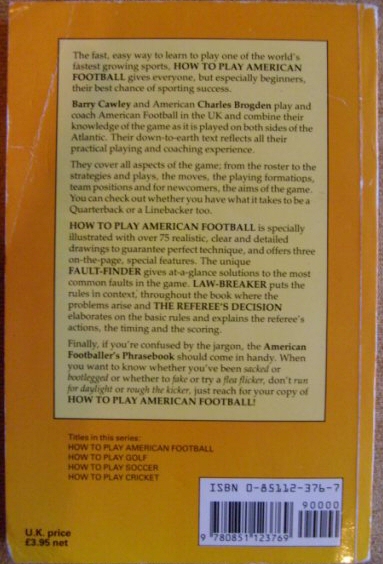 The fast, easy way to learn to play one of the world's
fastest growing sports, HOW TO PLAY AMERICAN
FOOTBALL gives everyone, but especially beginners,
their best chance of sporting success.
Barry Cawley and American Charles Brogden play and
coach American Football in the UK and combine their
knowledge of the game as it is played on both sides of the
Atlantic. Their down-to-earth text reflects all their
practical playing and coaching experience.
They cover all aspects of the game; from the roster to the
strategies and plays, the moves, the playing formations,
team positions and for newcomers, the aims of the game.
You can check out whether you have what it takes to be a
Quarterback or a Linebacker too.
HOW TO PLAY AMERICAN FOOTBALL is specially
illustrated with over 75 realistic, clear and detailed
drawings to guarantee perfect technique, and offers three
on-the-page, special features. The unique
FAULT-FINDER gives at-a-glance solutions to the most
common faults in the game. LAW-BREAKER puts the
rules in context, throughout the book where the
problems arise and THE REFEREE'S DECISION
elaborates on the basic rules and explains the referee's
actions, the timing and the scoring.
Finally, if you're confused by the jargon, the American
Footballer's Phrasebook should come in handy. When
you want to know whether you've been sacked or
bootlegged or whether to fake or try a flea flicker, don't run
for daylight or rough the kicker, just reach for your copy of
HOW TO PLAY AMERICAN FOOTBALL!
Titles in this series:
HOW TO PLAY AMERICAN FOOTBALL
HOW TO PLAY GOLF
HOW TO PLAY SOCCER
HOW TO PLAY CRICKET
ISBN 0-85112-376-7
90000
9 780851 123769
U.K. price
£3.95 net